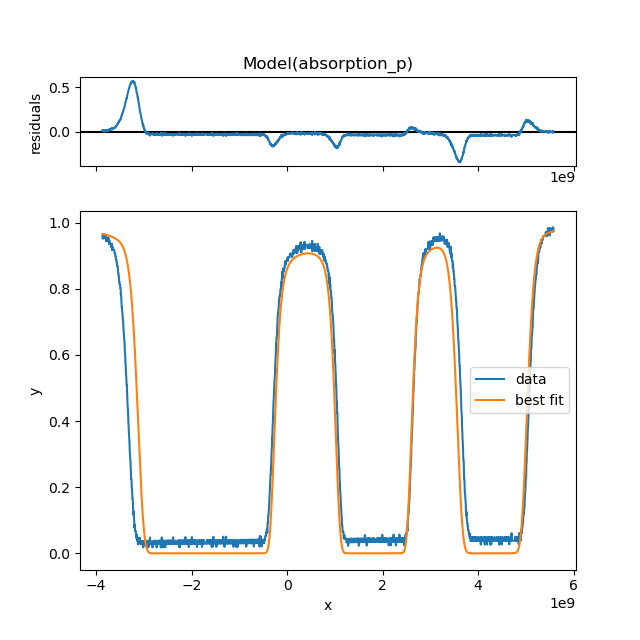 Model(absorption_p)
0.5
0.0
residuals
1e9
1.0
0.8
0.6
0.4
0.2
0.0
y
data
best fit
−4
−2
0
2
4
6
x
1e9